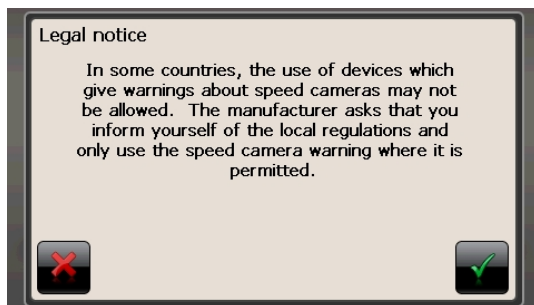 Legal notice
In some countries, the use of devices which
give warnings about speed cameras may not
be allowed. The manufacturer asks that you
inform yourself of the local regulations and
only use the speed camera warning where it is
permitted.